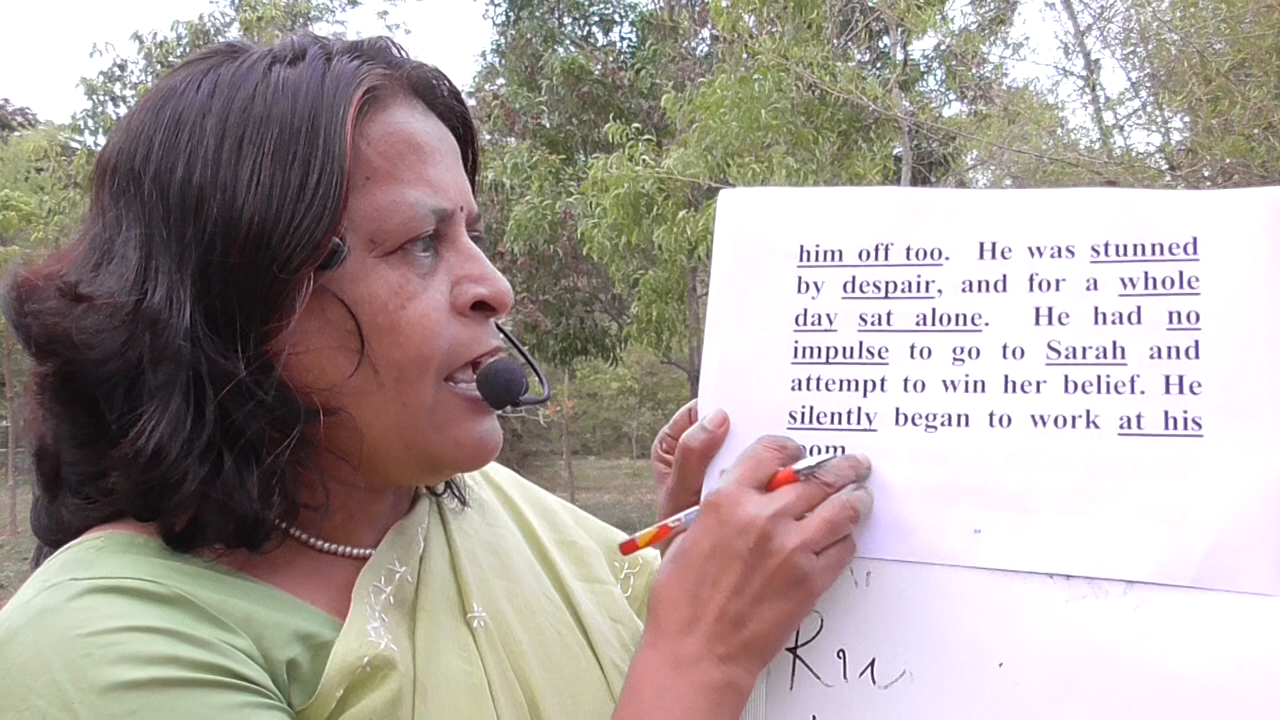 him off too. He was stunned
by despair, and for a whole
day sat alone. He had no
impulse to go to Sarah and
attempt to win her belief. He
silently began to work at his